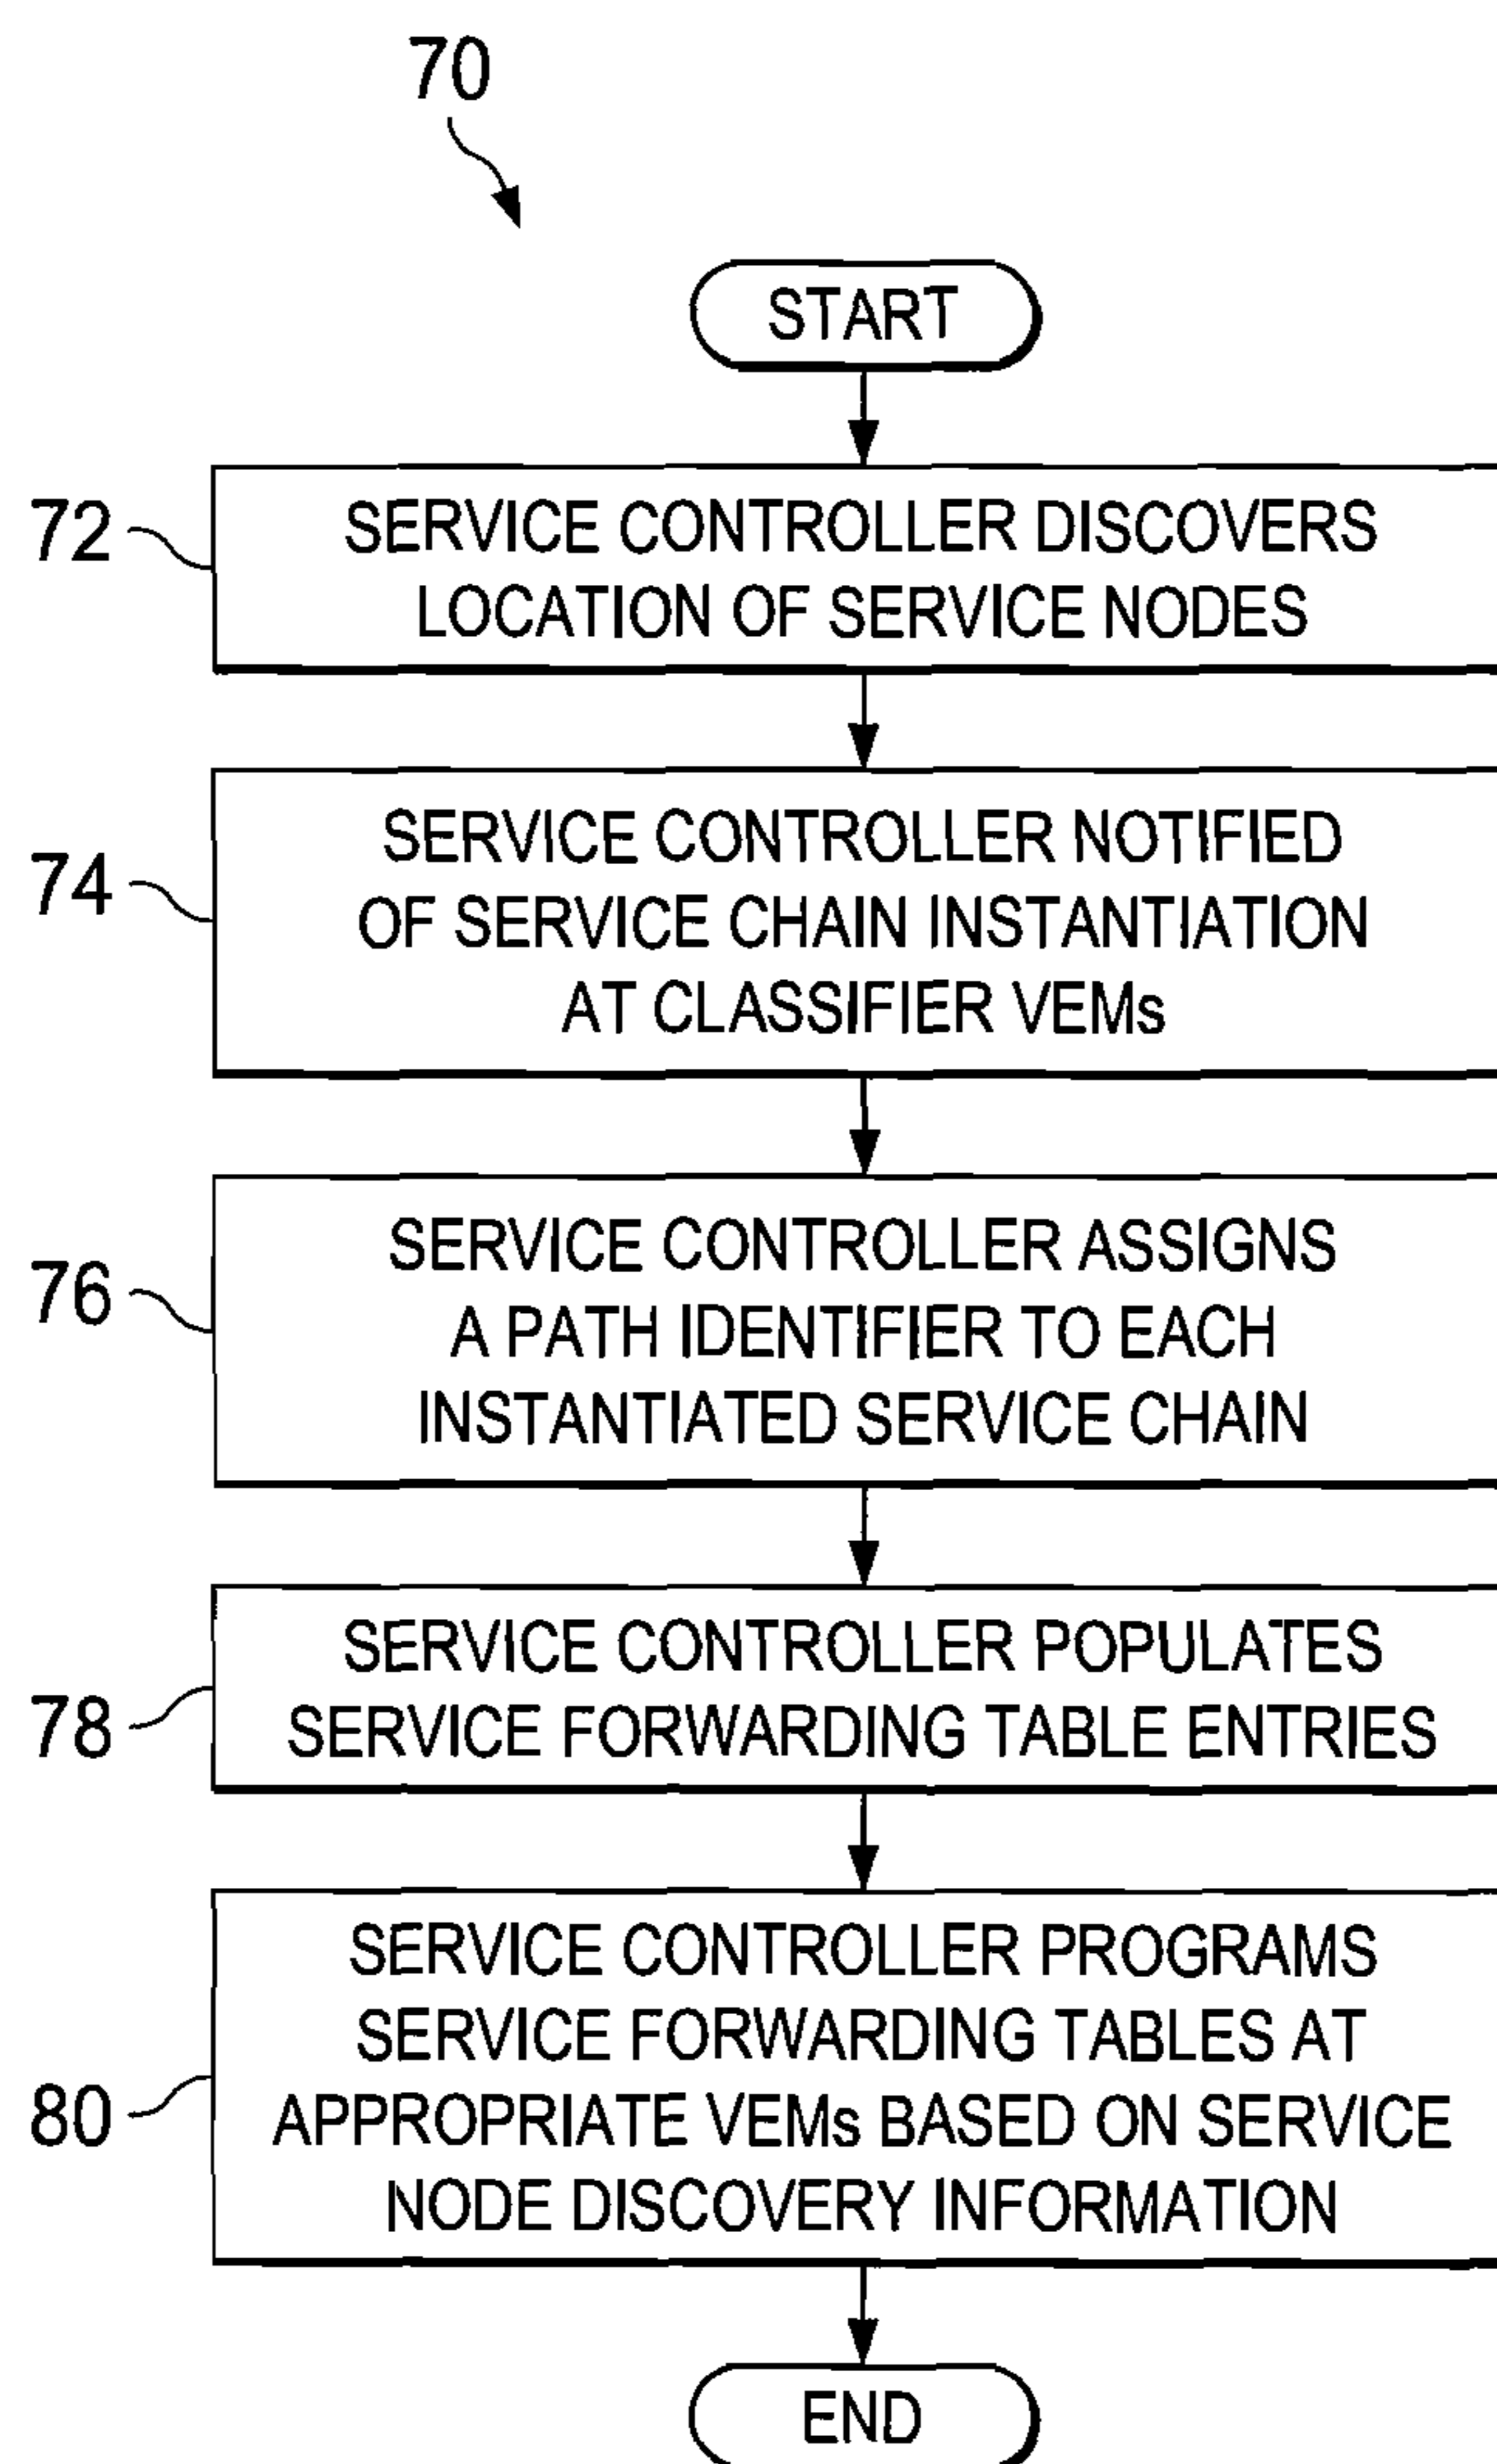 70
START
72
SERVICE CONTROLLER DISCOVERS
LOCATION OF SERVICE NODES
74
SERVICE CONTROLLER NOTIFIED
OF SERVICE CHAIN INSTANTIATION
AT CLASSIFIER VEMs
76
SERVICE CONTROLLER ASSIGNS
A PATH IDENTIFIER TO EACH
INSTANTIATED SERVICE CHAIN
78
SERVICE CONTROLLER POPULATES
SERVICE FORWARDING TABLE ENTRIES
80
SERVICE CONTROLLER PROGRAMS
SERVICE FORWARDING TABLES AT
APPROPRIATE VEMs BASED ON SERVICE
NODE DISCOVERY INFORMATION
END